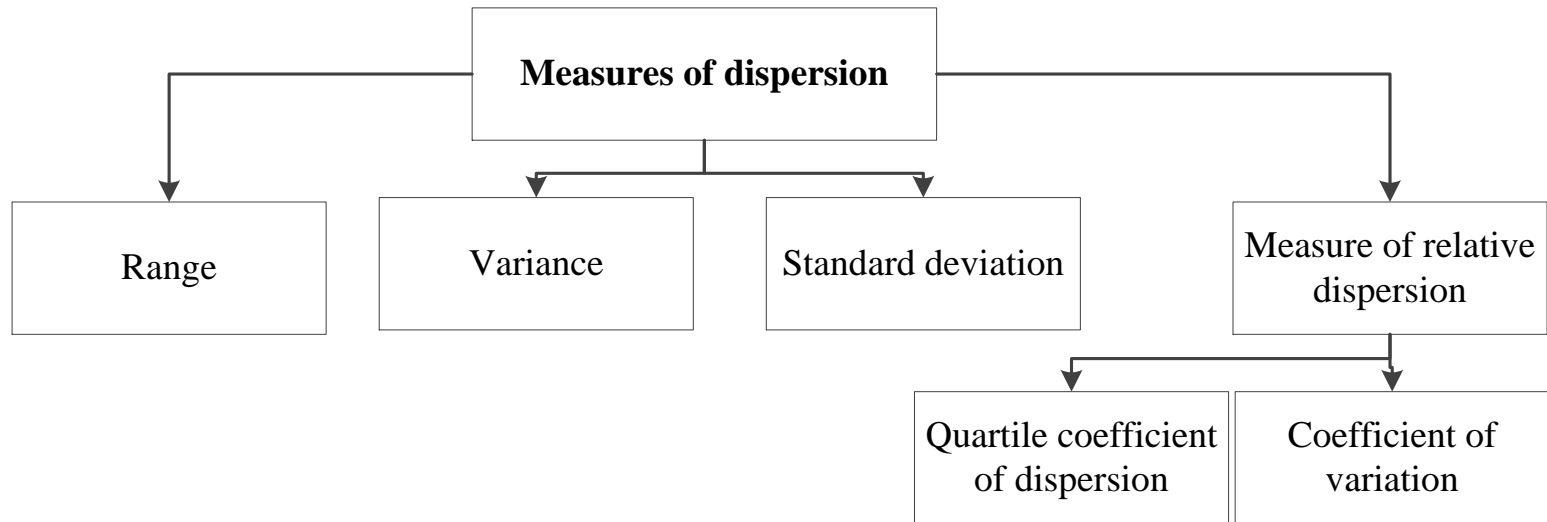 Measures of dispersion
Range
Variance
Standard deviation
Measure of relative
dispersion
Quartile coefficient
of dispersion
Coefficient of
variation